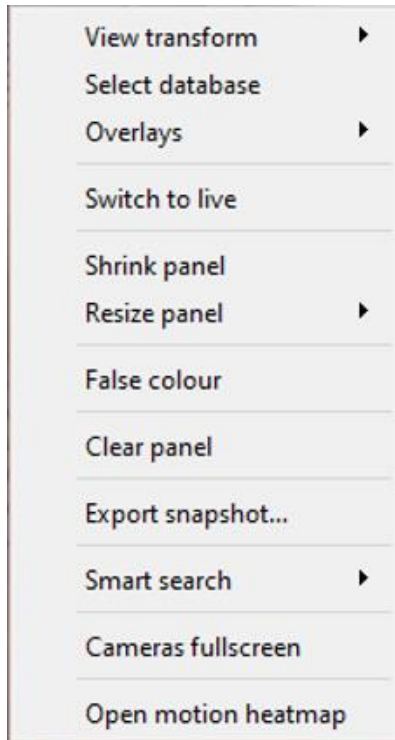 View transform
Select database
Overlays
Switch to live
Shrink panel
Resize panel
False colour
Clear panel
Export snapshot...
Smart search
Cameras fullscreen
Open motion heatmap